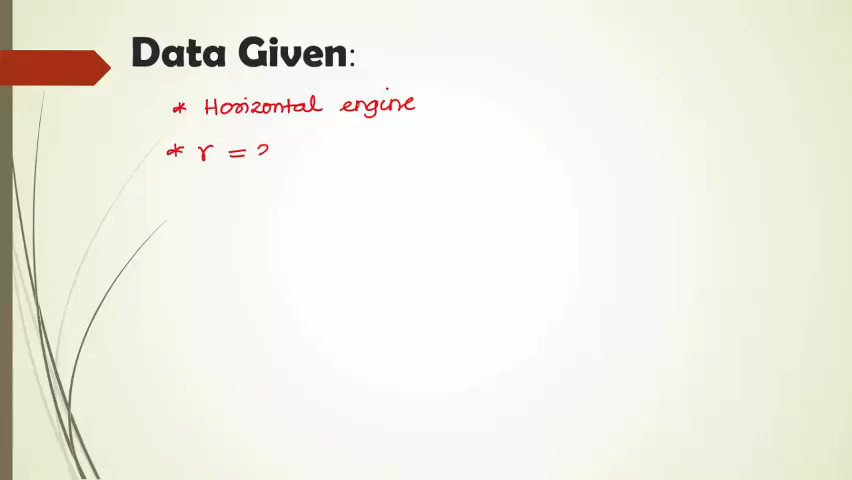 Data Given:
* Horizontal engine
* r =